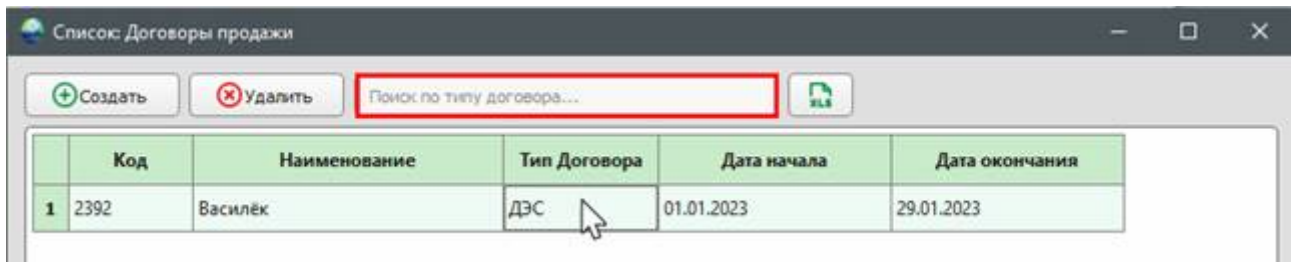 Список: Договоры продажи
Создать Удалить Поиск по типу договора... XLS
Код Наименование Тип Договора Дата начала Дата окончания
1 2392 Василёк ДЭС 01.01.2023 29.01.2023